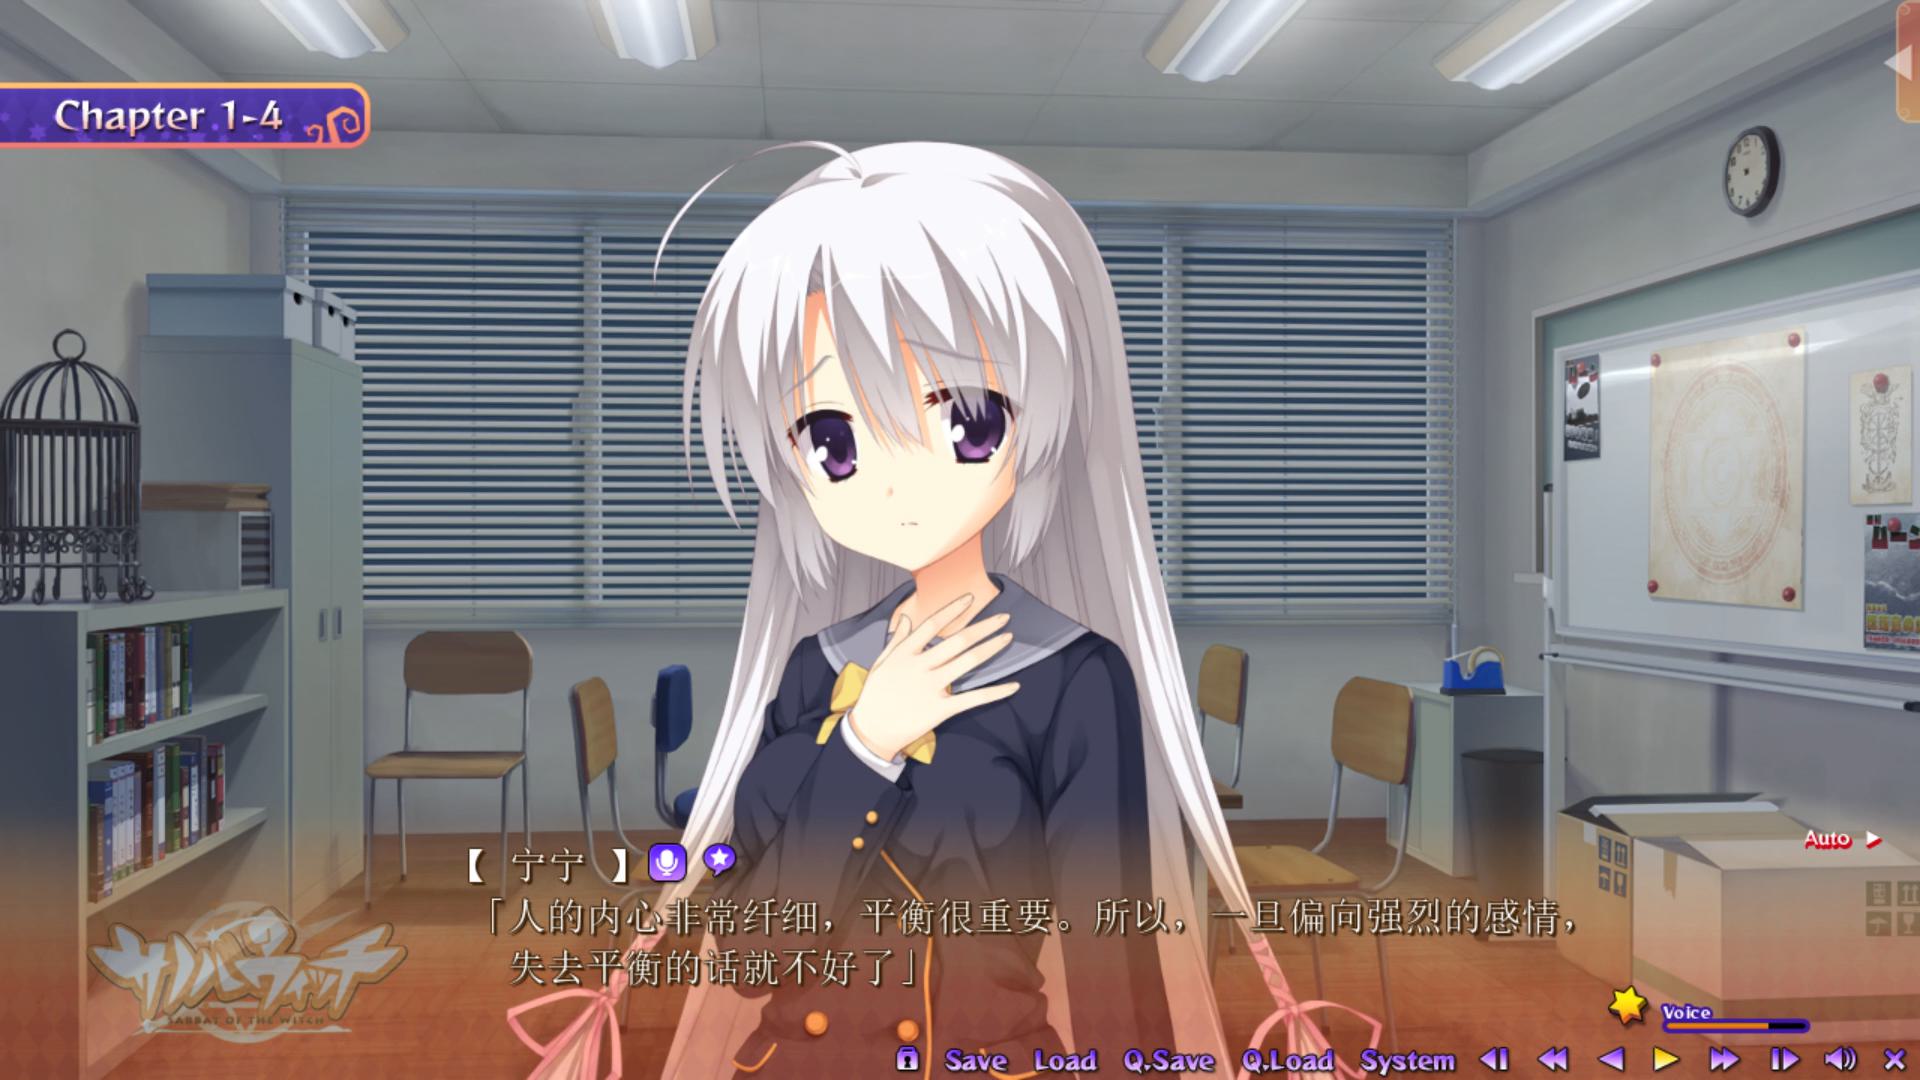 Chapter 1-4
【 宁宁 】
「人的内心非常纤细，平衡很重要。所以，一旦偏向强烈的感情，
失去平衡的话就不好了」
Auto
サノバウィッチ
SABBAT OF THE WITCH
Voice
Save Load Q.Save Q.Load System